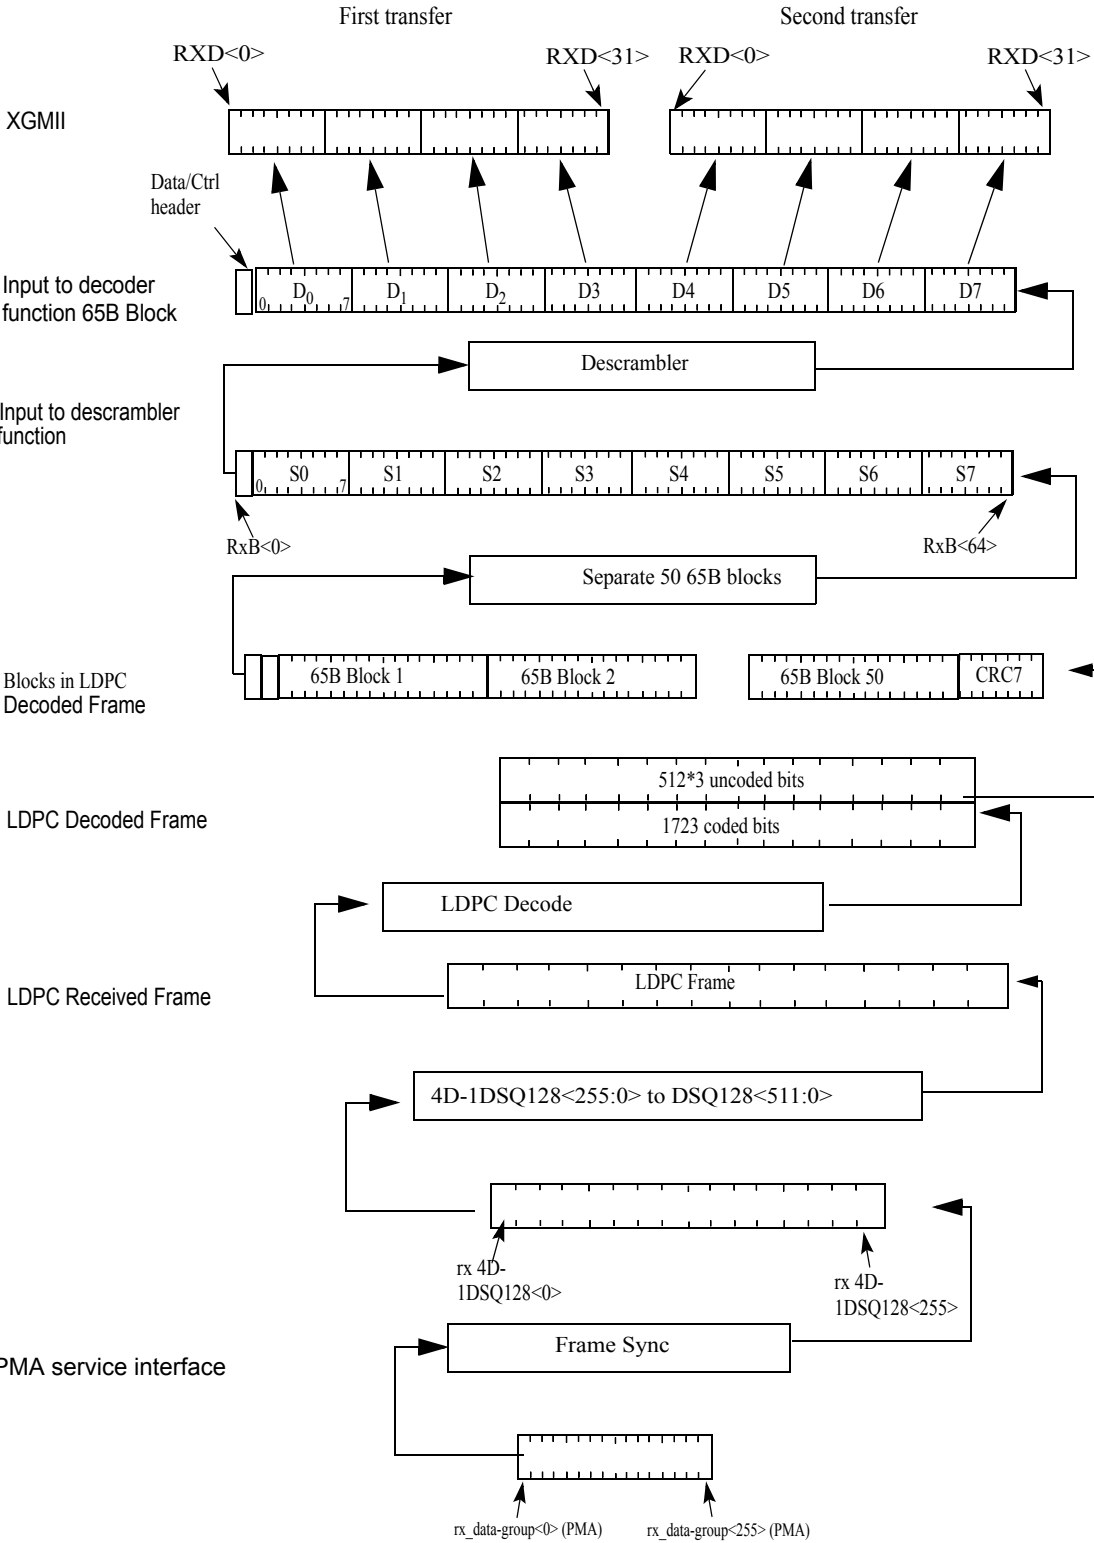 First transfer
Second transfer
RXD<0>
RXD<31>
RXD<0>
RXD<31>
XGMII
Data/Ctrl
header
Input to decoder
function 65B Block
0
D0
7
D1
D2
D3
D4
D5
D6
D7
Descrambler
Input to descrambler
function
0
S0
7
S1
S2
S3
S4
S5
S6
S7
RxB<0>
RxB<64>
Separate 50 65B blocks
Blocks in LDPC
Decoded Frame
65B Block 1
65B Block 2
65B Block 50
CRC7
512*3 uncoded bits
LDPC Decoded Frame
1723 coded bits
LDPC Decode
LDPC Received Frame
LDPC Frame
4D-1DSQ128<255:0> to DSQ128<511:0>
rx 4D-
1DSQ128<0>
rx 4D-
1DSQ128<255>
Frame Sync
PMA service interface
rx_data-group<0> (PMA)
rx_data-group<255> (PMA)